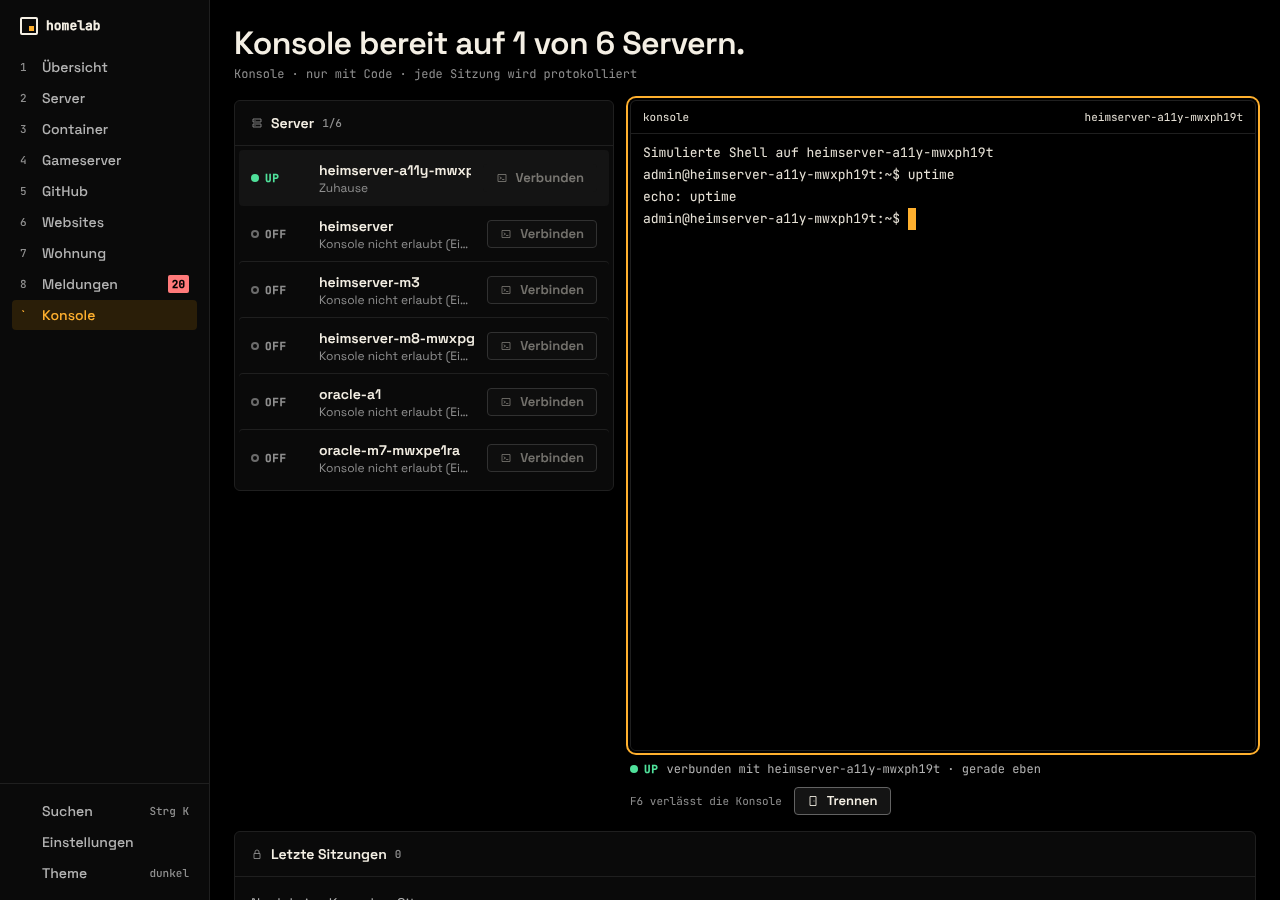 homelab
1 Übersicht
2 Server
3 Container
4 Gameserver
5 GitHub
6 Websites
7 Wohnung
8 Meldungen 20
` Konsole
Suchen Strg K
Einstellungen
Theme dunkel
Konsole bereit auf 1 von 6 Servern.
Konsole · nur mit Code · jede Sitzung wird protokolliert
Server 1/6
UP heimserver-a11y-mwxp Verbunden
Zuhause
OFF heimserver Verbinden
Konsole nicht erlaubt (Ei…
OFF heimserver-m3 Verbinden
Konsole nicht erlaubt (Ei…
OFF heimserver-m8-mwxpg Verbinden
Konsole nicht erlaubt (Ei…
OFF oracle-a1 Verbinden
Konsole nicht erlaubt (Ei…
OFF oracle-m7-mwxpe1ra Verbinden
Konsole nicht erlaubt (Ei…
konsole heimserver-a11y-mwxph19t
Simulierte Shell auf heimserver-a11y-mwxph19t
admin@heimserver-a11y-mwxph19t:~$ uptime
echo: uptime
admin@heimserver-a11y-mwxph19t:~$
UP verbunden mit heimserver-a11y-mwxph19t · gerade eben
F6 verlässt die Konsole Trennen
Letzte Sitzungen 0